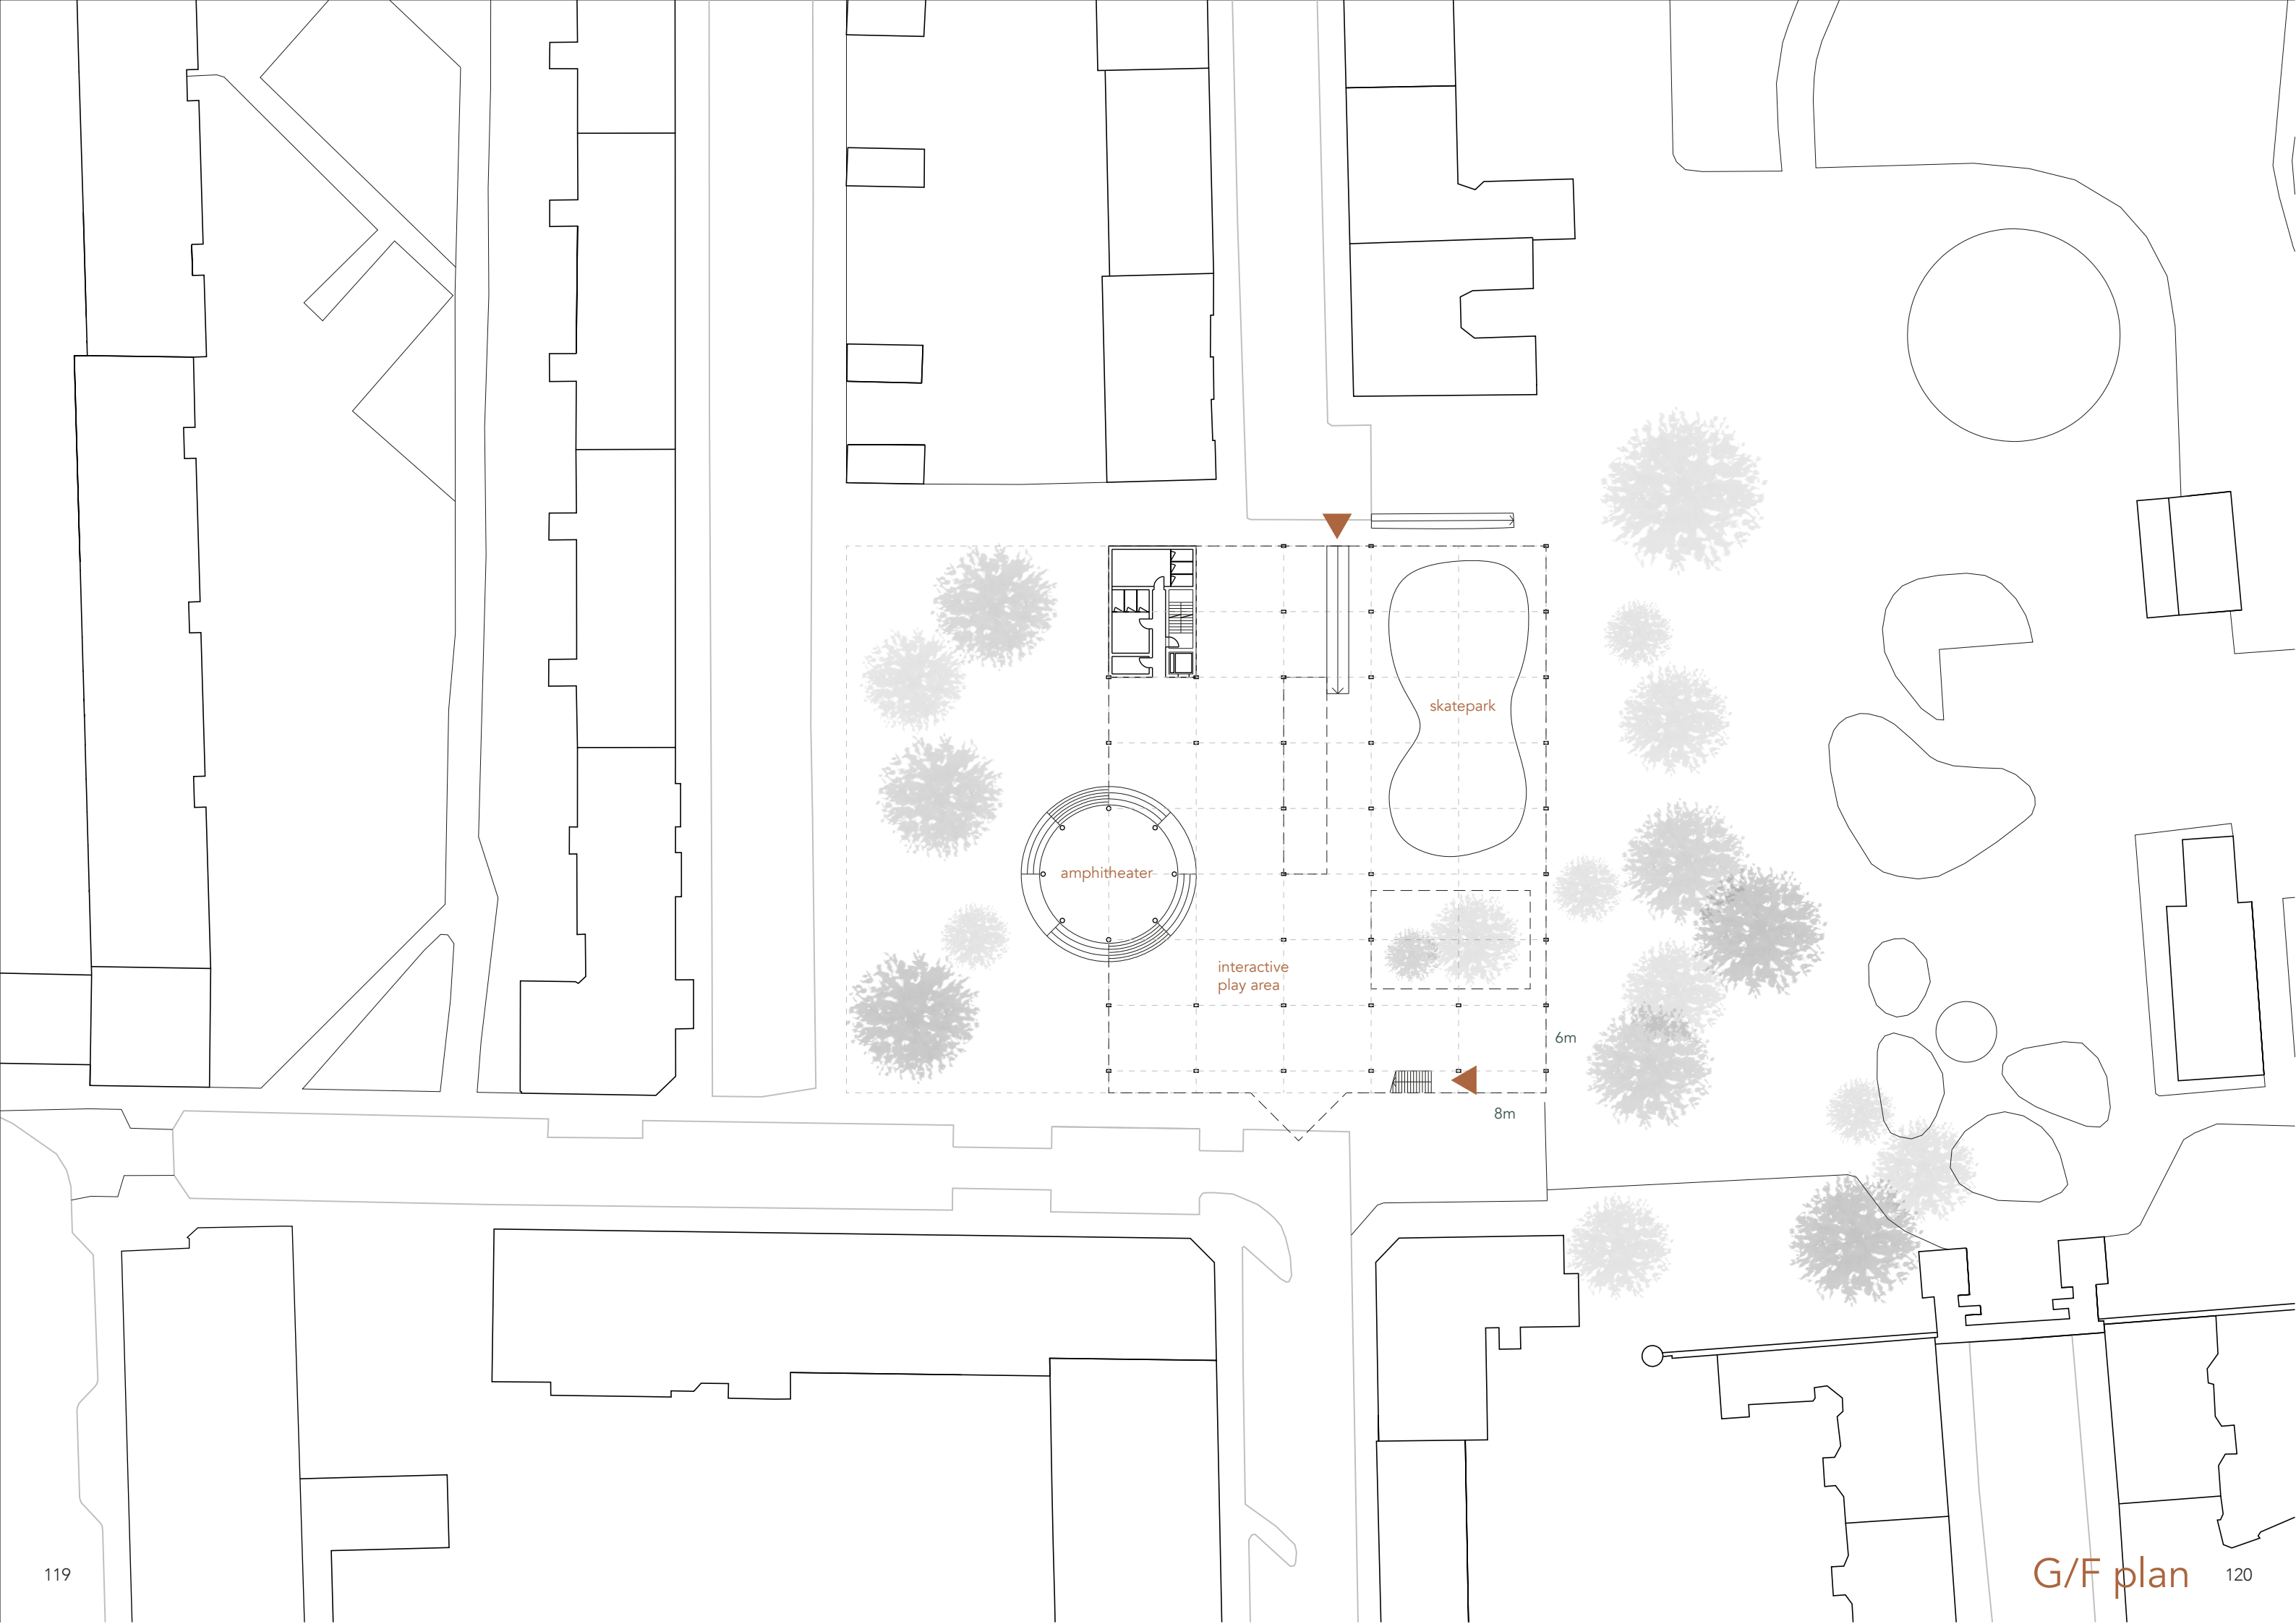 skatepark
amphitheater
interactive
play area
6m
8m
119
G/F plan
120